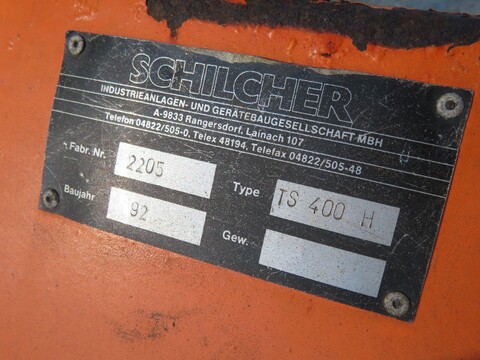 SCHILCHER
INDUSTRIEANLAGEN- UND GERÄTEBAUGESELLSCHAFT MBH
A-9833 Rangersdorf, Lainach 107
Telefon 04822/505-0, Telex 48194, Telefax 04822/505-48
Fabr. Nr. 2205 Type TS 400 H
Baujahr 92 Gew.